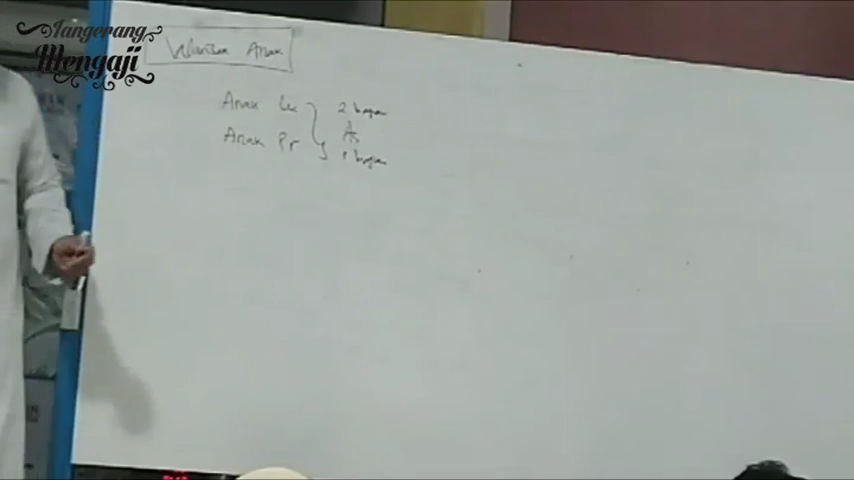 Tangerang
Mengaji
Warisan Anak
Anak Lk
2 bagian
As
Anak Pr
1 bagian